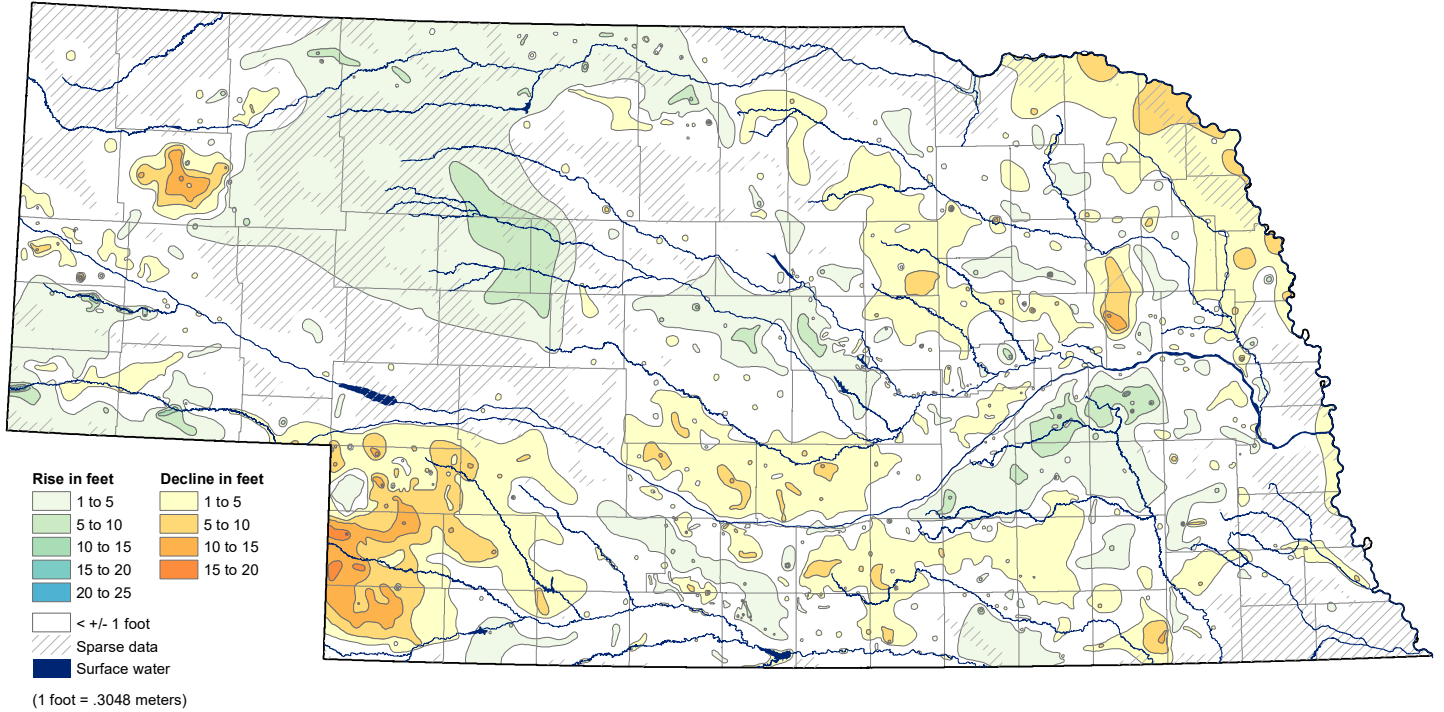 Rise in feet
1 to 5
5 to 10
10 to 15
15 to 20
20 to 25
Decline in feet
1 to 5
5 to 10
10 to 15
15 to 20
< +/- 1 foot
Sparse data
Surface water
(1 foot = .3048 meters)